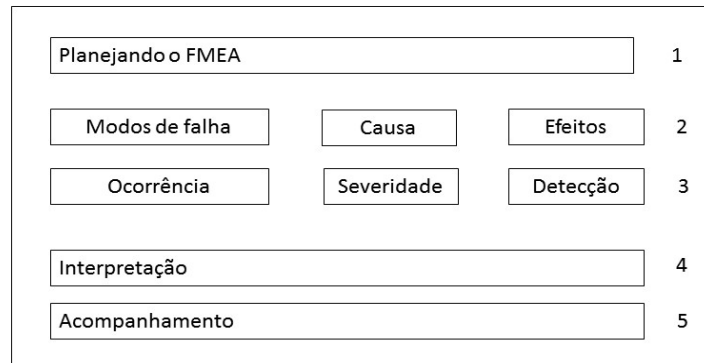 Planejando o FMEA 1
Modos de falha Causa Efeitos 2
Ocorrência Severidade Detecção 3
Interpretação 4
Acompanhamento 5